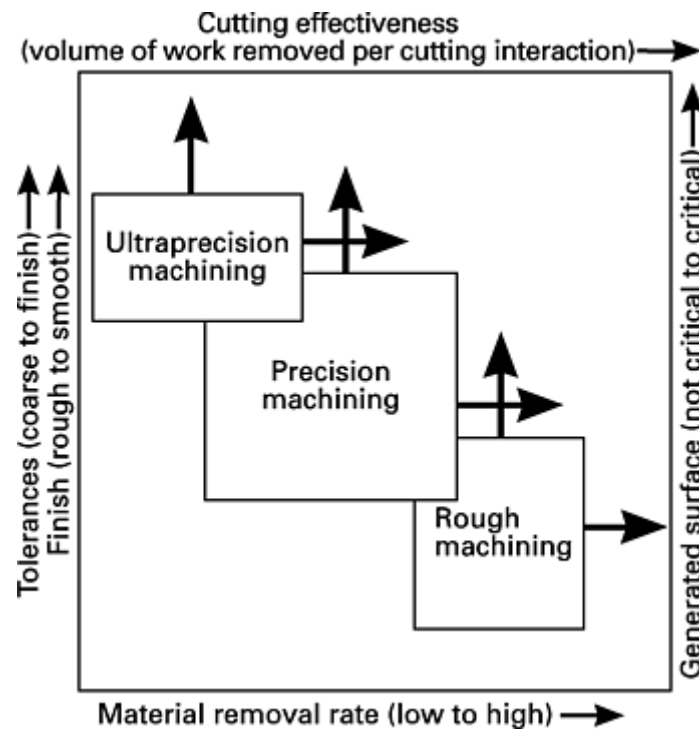 Cutting effectiveness
(volume of work removed per cutting interaction)
Tolerances (coarse to finish)
Finish (rough to smooth)
Ultraprecision
machining
Precision
machining
Rough
machining
Generated surface (not critical to critical)
Material removal rate (low to high)